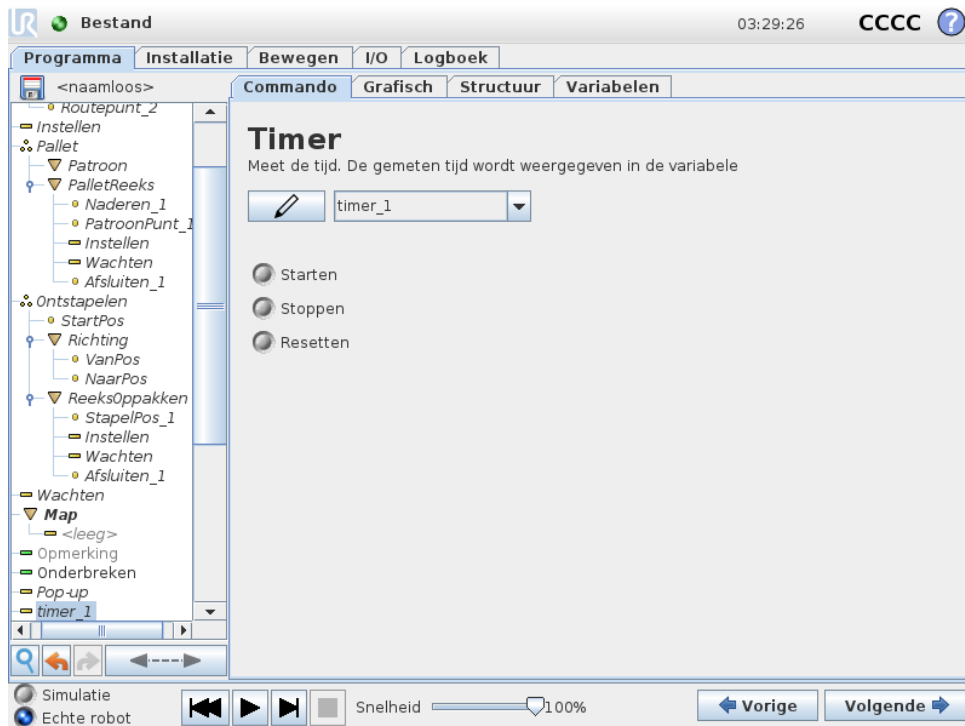 UR Bestand 03:29:26 CCCC ?
Programma Installatie Bewegen I/O Logboek
<naamloos>
Commando Grafisch Structuur Variabelen
Routepunt_2
Instellen
Pallet
Patroon
PalletReeks
Naderen_1
PatroonPunt_1
Instellen
Wachten
Afsluiten_1
Ontstapelen
StartPos
Richting
VanPos
NaarPos
ReeksOppakken
StapelPos_1
Instellen
Wachten
Afsluiten_1
Wachten
Map
<leeg>
Opmerking
Onderbreken
Pop-up
timer_1
Timer
Meet de tijd. De gemeten tijd wordt weergegeven in de variabele
timer_1
Starten
Stoppen
Resetten
Simulatie
Echte robot
Snelheid 100%
Vorige Volgende